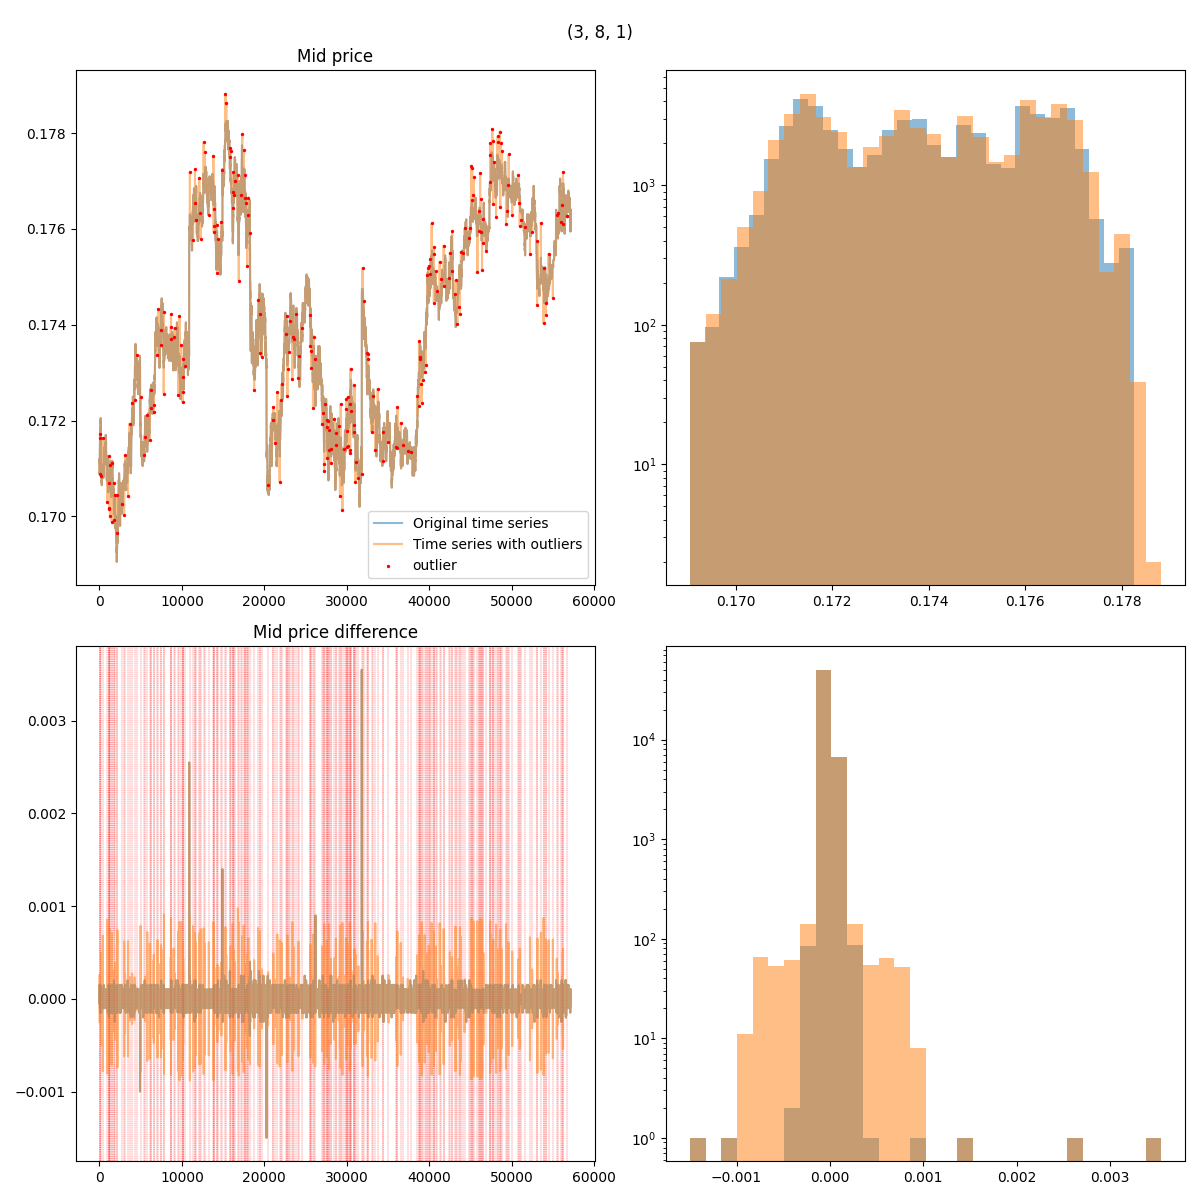 (3, 8, 1)
Mid price
0.178
0.176
0.174
0.172
0.170
Original time series
Time series with outliers
outlier
0 10000 20000 30000 40000 50000 60000
10³
10²
10¹
0.170 0.172 0.174 0.176 0.178
Mid price difference
0.003
0.002
0.001
0.000
−0.001
0 10000 20000 30000 40000 50000 60000
10⁴
10³
10²
10¹
10⁰
−0.001 0.000 0.001 0.002 0.003